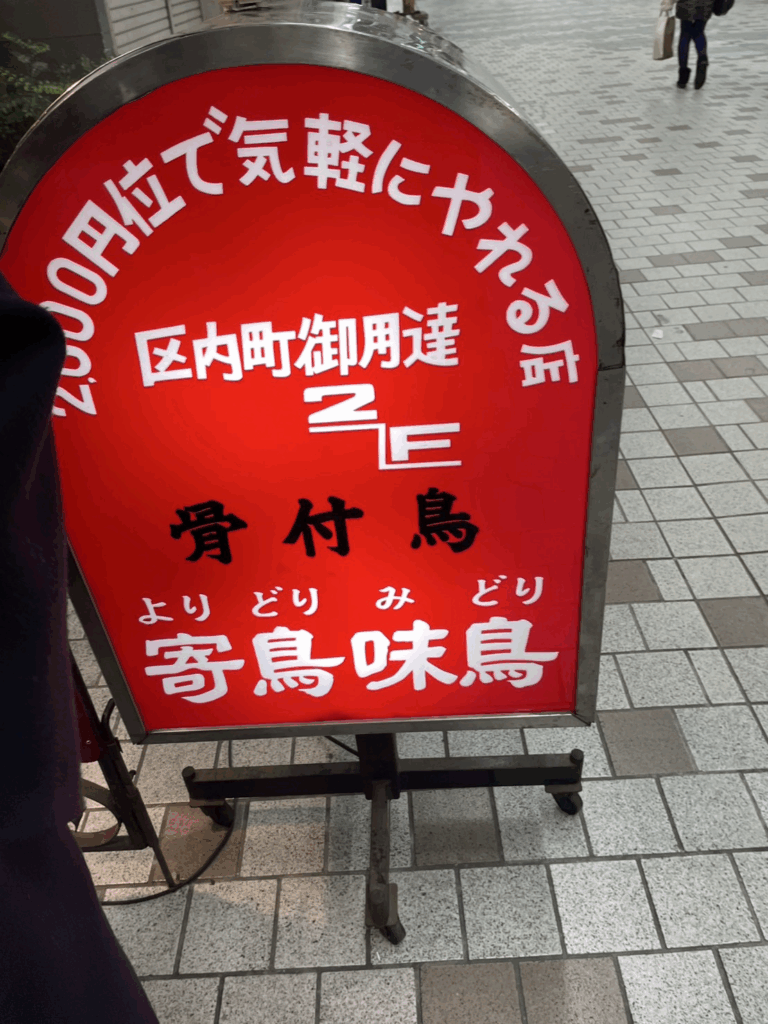 2,000円位で気軽にやれる店
区内町御用達
2F
骨付鳥
よりどりみどり
寄鳥味鳥